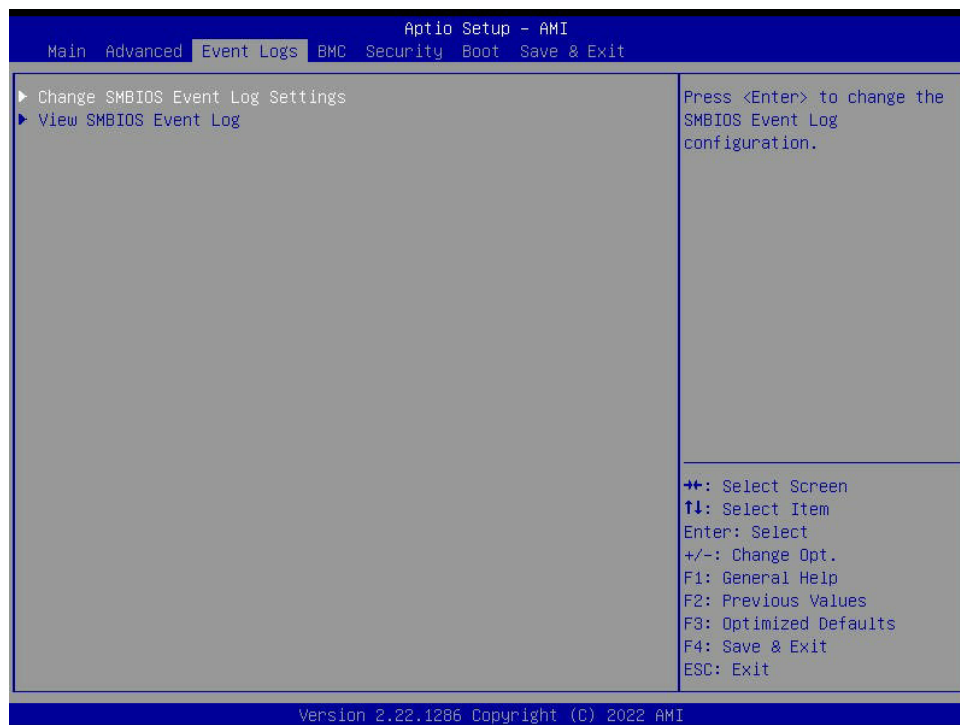 Aptio Setup – AMI
Main Advanced Event Logs BMC Security Boot Save & Exit
▶ Change SMBIOS Event Log Settings
▶ View SMBIOS Event Log
Press <Enter> to change the
SMBIOS Event Log
configuration.
→←: Select Screen
↑↓: Select Item
Enter: Select
+/-: Change Opt.
F1: General Help
F2: Previous Values
F3: Optimized Defaults
F4: Save & Exit
ESC: Exit
Version 2.22.1286 Copyright (C) 2022 AMI